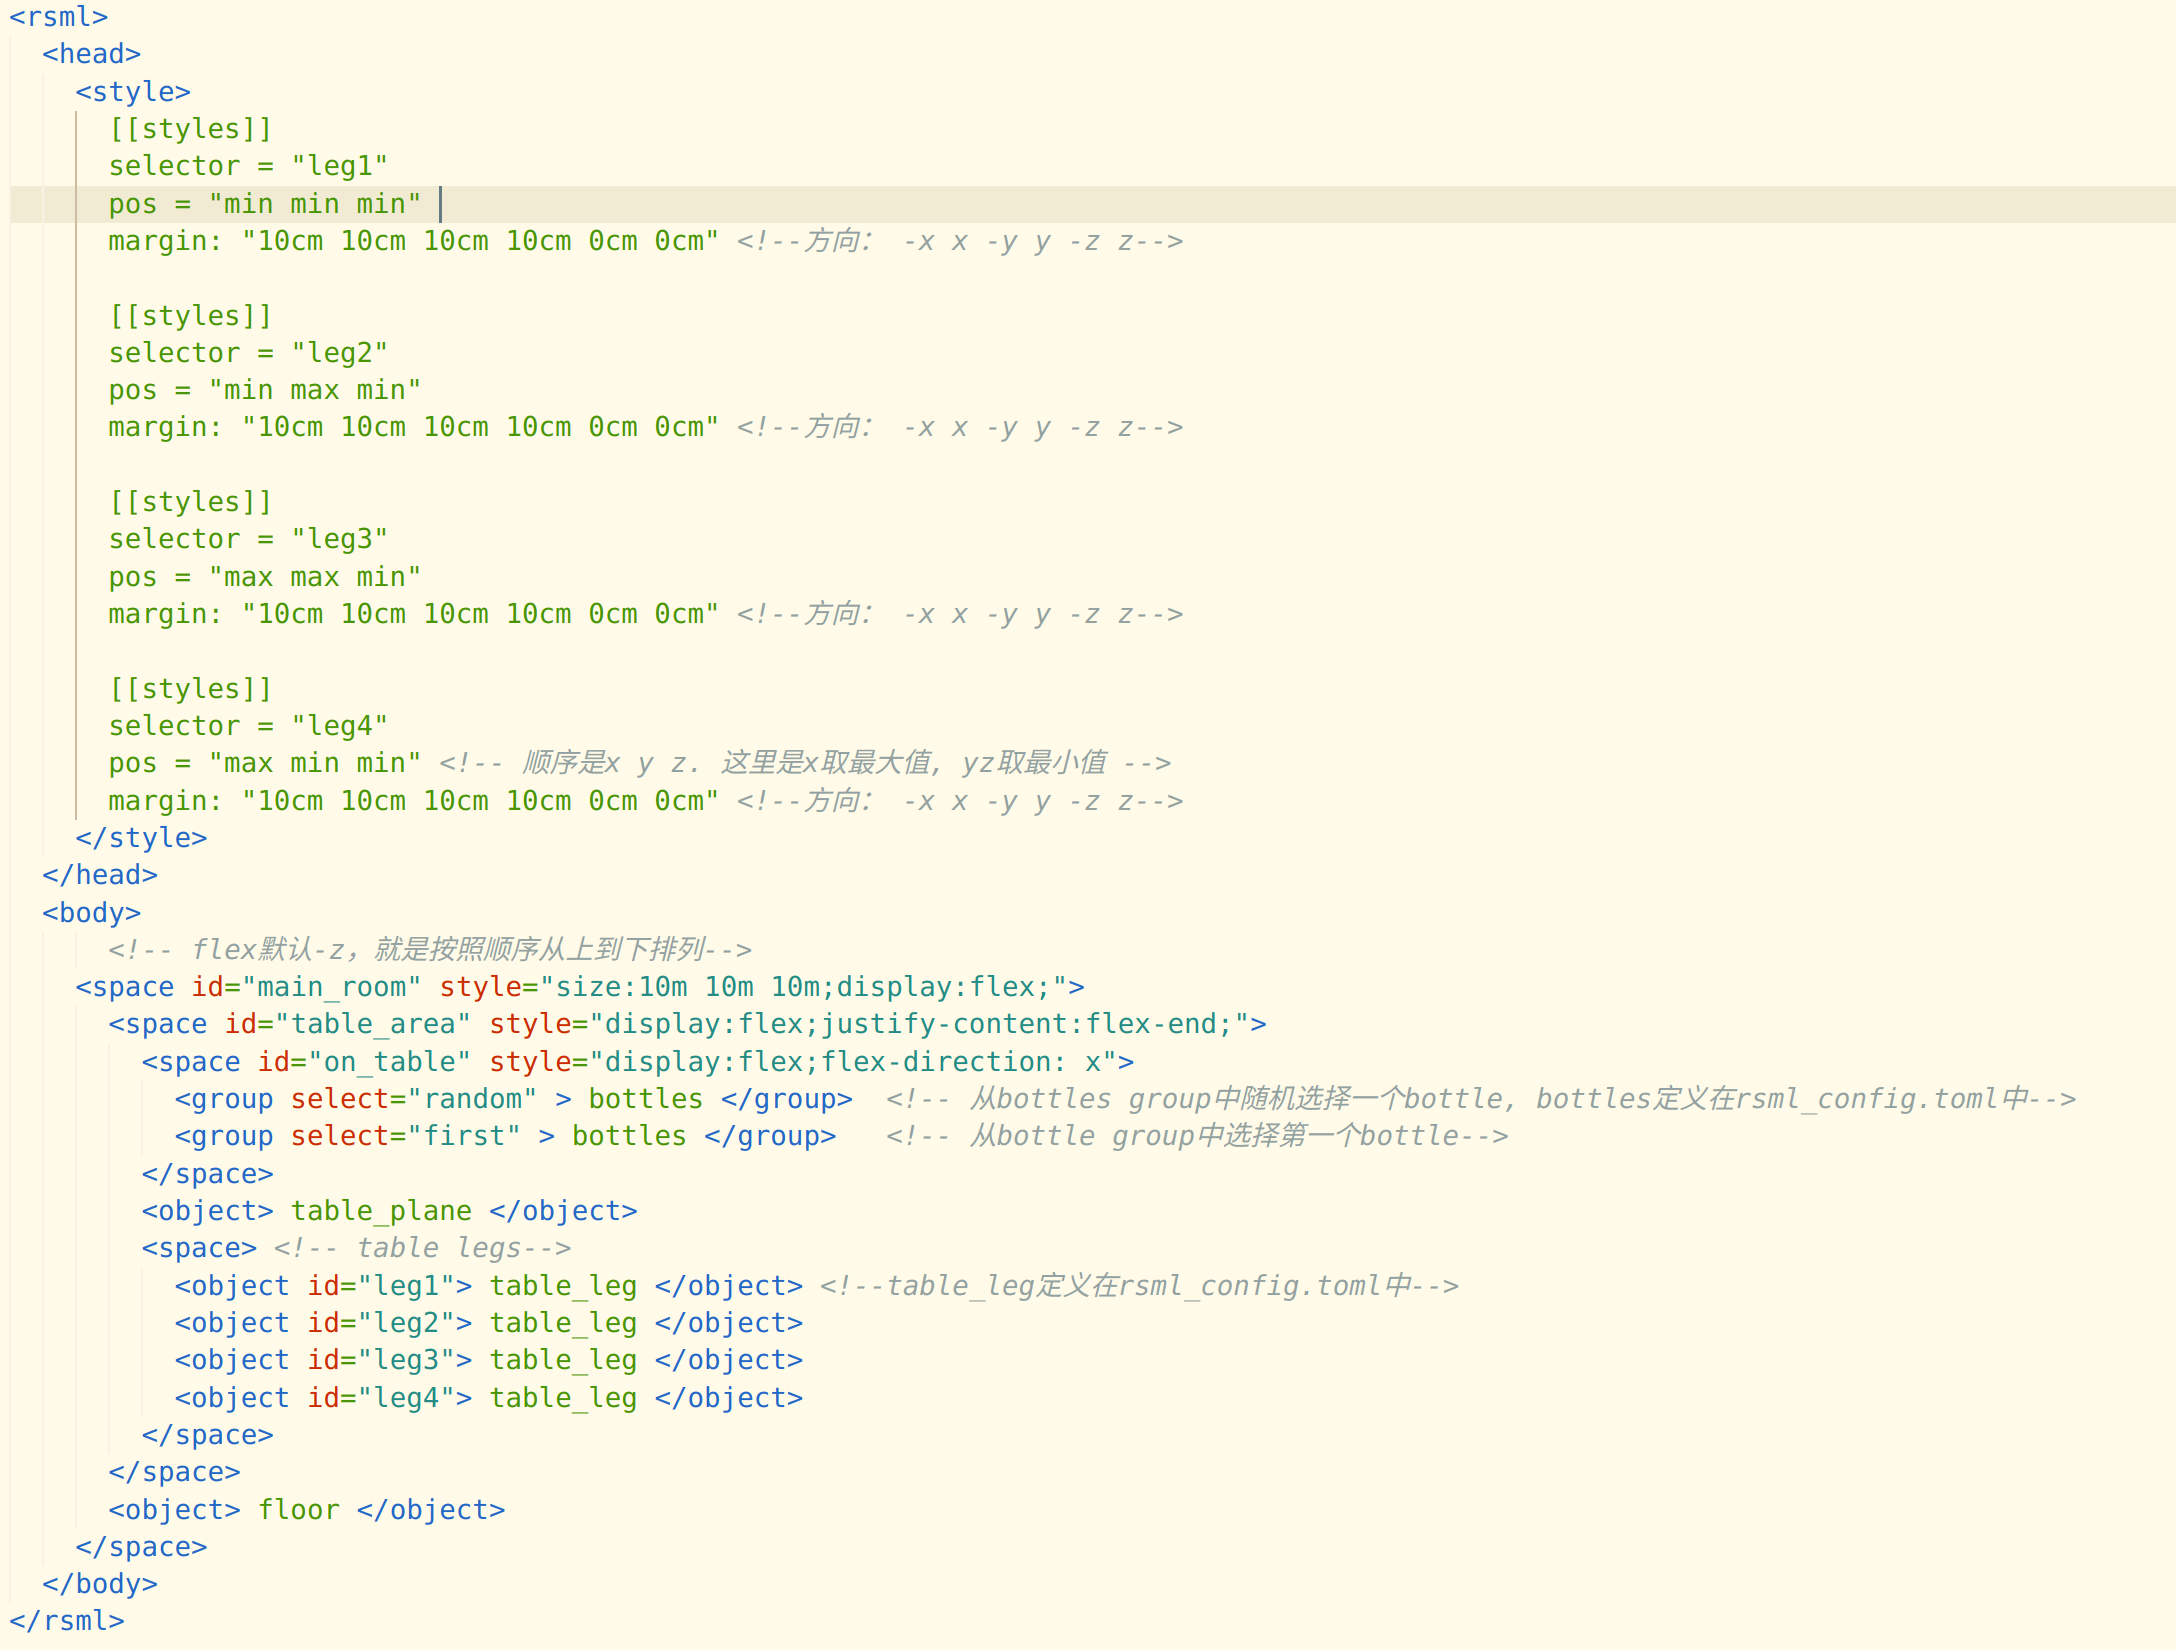 <rsml>
  <head>
    <style>
      [[styles]]
      selector = "leg1"
      pos = "min min min"
      margin: "10cm 10cm 10cm 10cm 0cm 0cm" <!--方向： -x x -y y -z z-->

      [[styles]]
      selector = "leg2"
      pos = "min max min"
      margin: "10cm 10cm 10cm 10cm 0cm 0cm" <!--方向： -x x -y y -z z-->

      [[styles]]
      selector = "leg3"
      pos = "max max min"
      margin: "10cm 10cm 10cm 10cm 0cm 0cm" <!--方向： -x x -y y -z z-->

      [[styles]]
      selector = "leg4"
      pos = "max min min" <!-- 顺序是x y z. 这里是x取最大值, yz取最小值 -->
      margin: "10cm 10cm 10cm 10cm 0cm 0cm" <!--方向： -x x -y y -z z-->
    </style>
  </head>
  <body>
      <!-- flex默认-z，就是按照顺序从上到下排列-->
    <space id="main_room" style="size:10m 10m 10m;display:flex;">
      <space id="table_area" style="display:flex;justify-content:flex-end;">
        <space id="on_table" style="display:flex;flex-direction: x">
          <group select="random" > bottles </group>  <!-- 从bottles group中随机选择一个bottle, bottles定义在rsml_config.toml中-->
          <group select="first" > bottles </group>   <!-- 从bottle group中选择第一个bottle-->
        </space>
        <object> table_plane </object>
        <space> <!-- table legs-->
          <object id="leg1"> table_leg </object> <!--table_leg定义在rsml_config.toml中-->
          <object id="leg2"> table_leg </object>
          <object id="leg3"> table_leg </object>
          <object id="leg4"> table_leg </object>
        </space>
      </space>
      <object> floor </object>
    </space>
  </body>
</rsml>